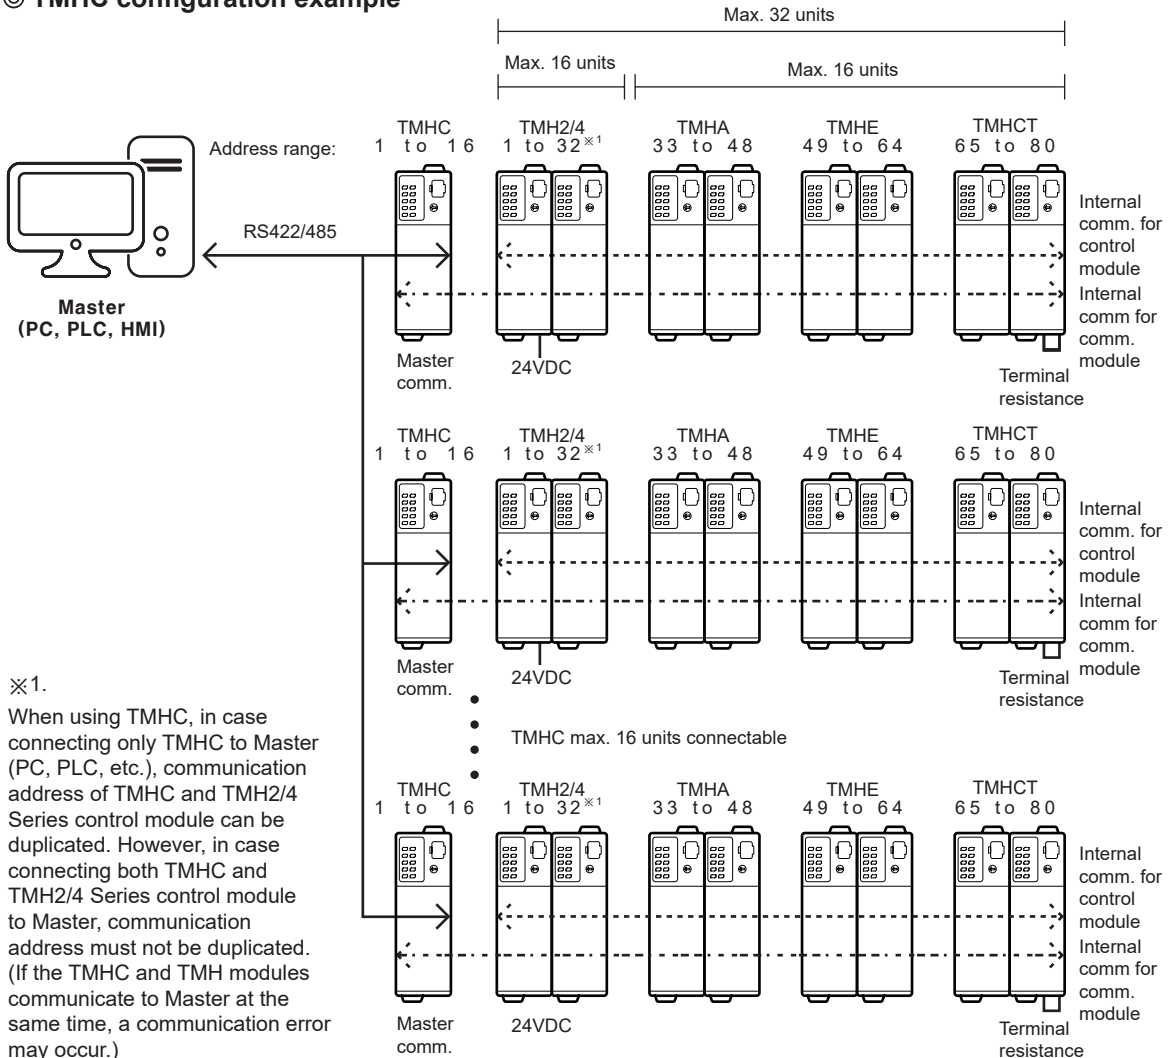 ◎ TMHC configuration example
Max. 32 units
Max. 16 units
Max. 16 units
Address range:
TMHC
1 to 16
TMH2/4
1 to 32※1
TMHA
33 to 48
TMHE
49 to 64
TMHCT
65 to 80
RS422/485
Master
(PC, PLC, HMI)
Internal
comm. for
control
module
Internal
comm for
comm.
module
Master
comm.
24VDC
Terminal
resistance
TMHC
1 to 16
TMH2/4
1 to 32※1
TMHA
33 to 48
TMHE
49 to 64
TMHCT
65 to 80
Internal
comm. for
control
module
Internal
comm for
comm.
module
Master
comm.
24VDC
Terminal
resistance
TMHC max. 16 units connectable
TMHC
1 to 16
TMH2/4
1 to 32※1
TMHA
33 to 48
TMHE
49 to 64
TMHCT
65 to 80
Internal
comm. for
control
module
Internal
comm for
comm.
module
Master
comm.
24VDC
Terminal
resistance
※1.
When using TMHC, in case
connecting only TMHC to Master
(PC, PLC, etc.), communication
address of TMHC and TMH2/4
Series control module can be
duplicated. However, in case
connecting both TMHC and
TMH2/4 Series control module
to Master, communication
address must not be duplicated.
(If the TMHC and TMH modules
communicate to Master at the
same time, a communication error
may occur.)